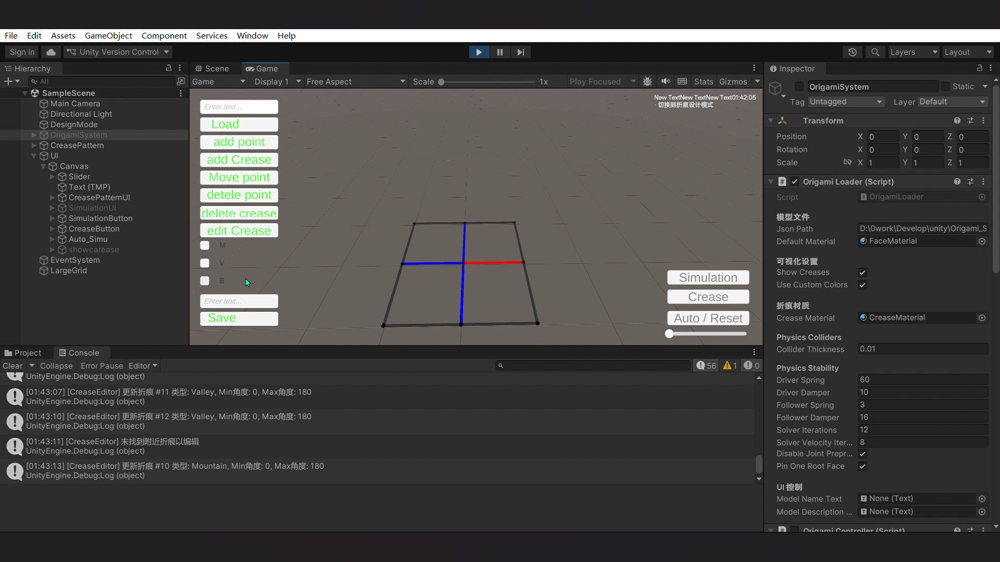 File Edit Assets GameObject Component Services Window Help
Sign in Unity Version Control Layers Layout
Hierarchy
All
SampleScene
Main Camera
Directional Light
DesignMode
OrigamiSystem
CreasePattern
UI
Canvas
Slider
Text (TMP)
CreasePatternUI
SimulationUI
SimulationButton
CreaseButton
Auto_Simu
showcarease
EventSystem
LargeGrid
Scene Game
Game Display 1 Free Aspect Scale 1x Play Focused Stats Gizmos
Enter text...
Load
add point
add Crease
Move point
detele point
delete crease
edit Crease
M
V
B
Enter text...
Save
New TextNew TextNew Text01:42:05
- 切换到折痕设计模式
Simulation
Crease
Auto / Reset
Project Console
Clear Collapse Error Pause Editor 56 1 0
UnityEngine.Debug:Log (object)
[01:43:07] [CreaseEditor] 更新折痕 #11 类型: Valley, Min角度: 0, Max角度: 180
UnityEngine.Debug:Log (object)
[01:43:10] [CreaseEditor] 更新折痕 #12 类型: Valley, Min角度: 0, Max角度: 180
UnityEngine.Debug:Log (object)
[01:43:11] [CreaseEditor] 未找到附近折痕以编辑
UnityEngine.Debug:Log (object)
[01:43:13] [CreaseEditor] 更新折痕 #10 类型: Mountain, Min角度: 0, Max角度: 180
UnityEngine.Debug:Log (object)
Inspector
OrigamiSystem Static
Tag Untagged Layer Default
Transform
Position X 0 Y 0 Z 0
Rotation X 0 Y 0 Z 0
Scale X 1 Y 1 Z 1
# Origami Loader (Script)
Script OrigamiLoader
模型文件
Json Path D:\0work\Develop\unity\Origami_S
Default Material FaceMaterial
可视化设置
Show Creases
Use Custom Colors
折痕材质
Crease Material CreaseMaterial
Physics Colliders
Collider Thickness 0.01
Physics Stability
Driver Spring 60
Driver Damper 10
Follower Spring 3
Follower Damper 16
Solver Iterations 12
Solver Velocity Iter... 8
Disable Joint Prepr...
Pin One Root Face
UI 控制
Model Name Text None (Text)
Model Description ... None (Text)
# Origami Controller (Script)